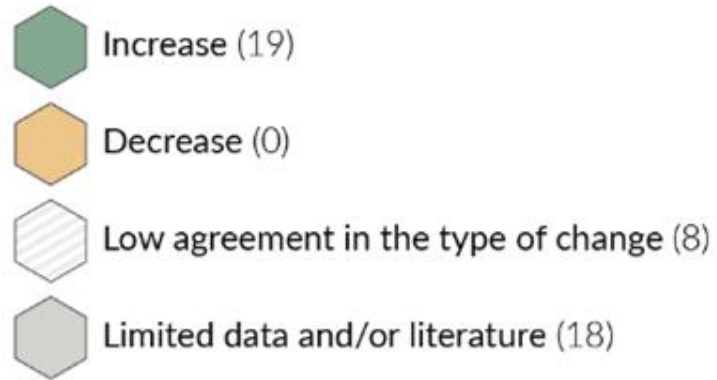 Increase (19)
Decrease (0)
Low agreement in the type of change (8)
Limited data and/or literature (18)